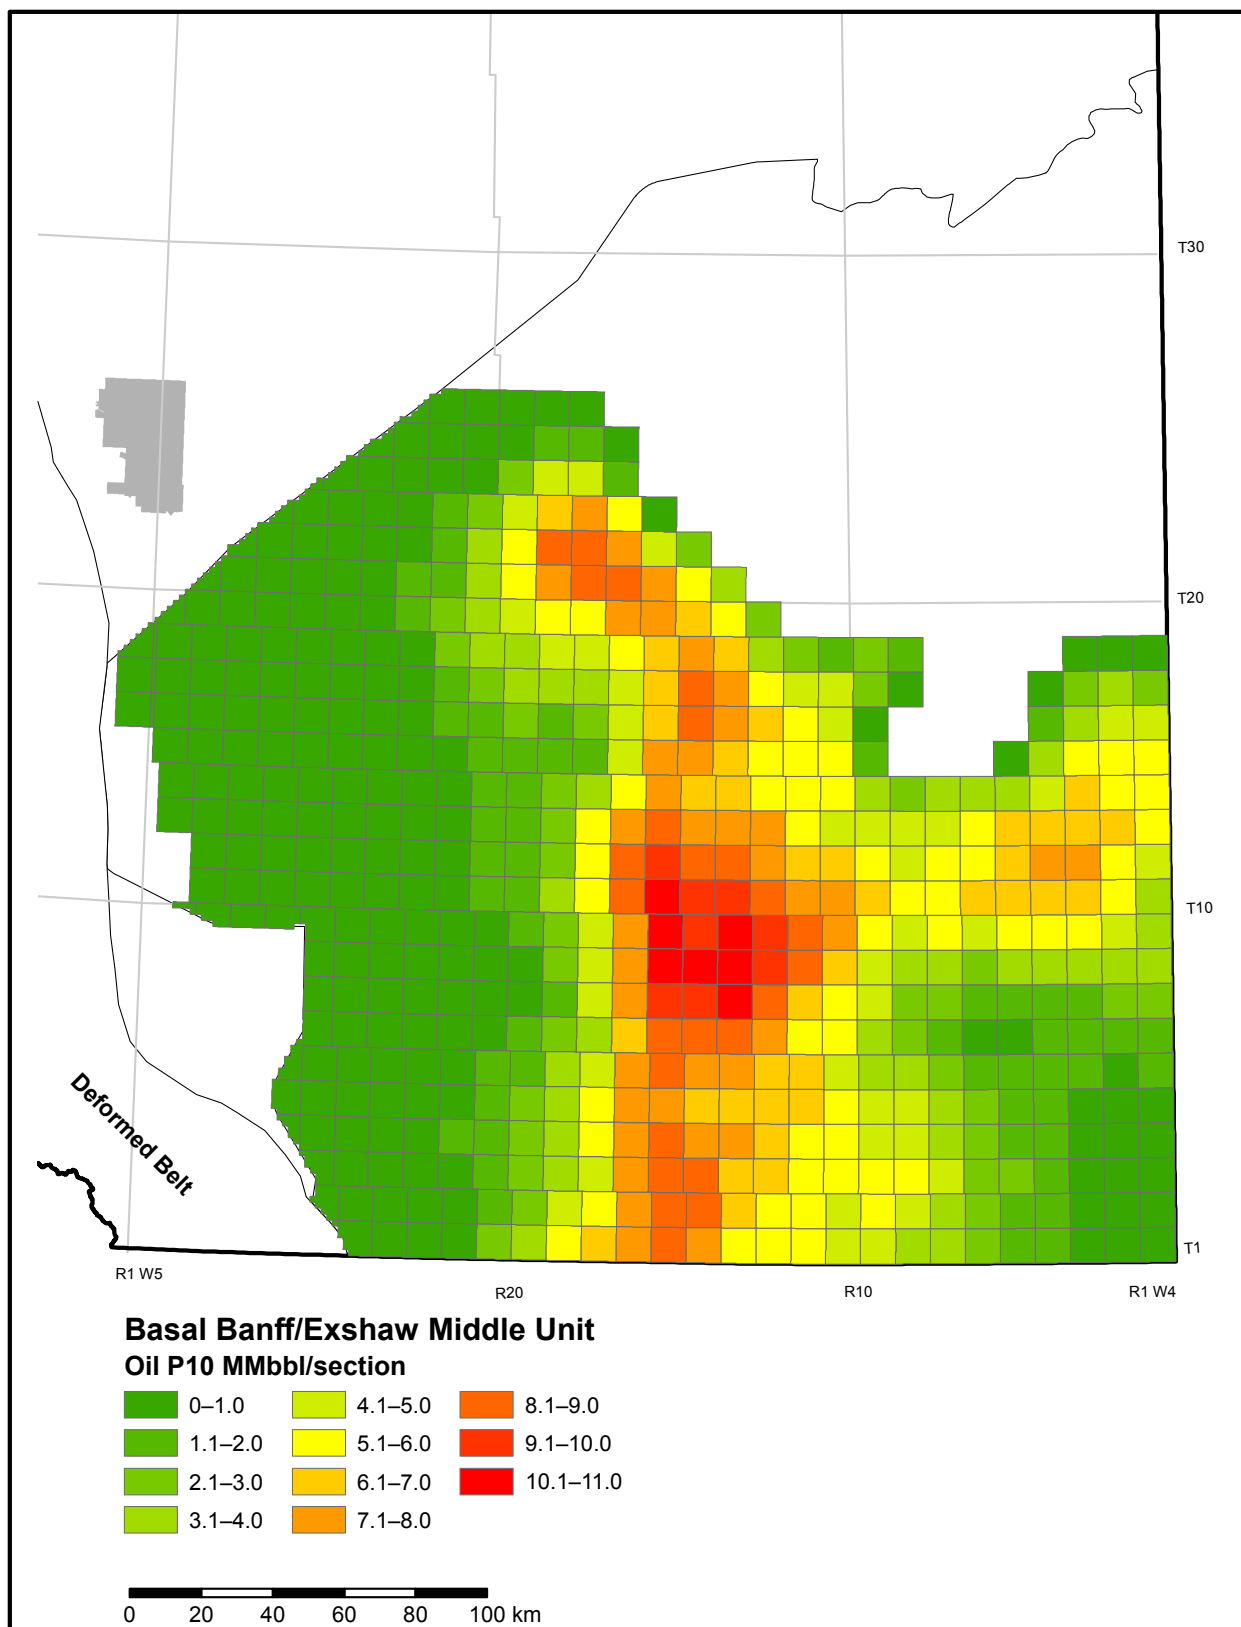 T30
T20
T10
Deformed Belt
T1
R1 W5
R20
R10
R1 W4
Basal Banff/Exshaw Middle Unit
Oil P10 MMbbl/section
0–1.0
4.1–5.0
8.1–9.0
1.1–2.0
5.1–6.0
9.1–10.0
2.1–3.0
6.1–7.0
10.1–11.0
3.1–4.0
7.1–8.0
0 20 40 60 80 100 km